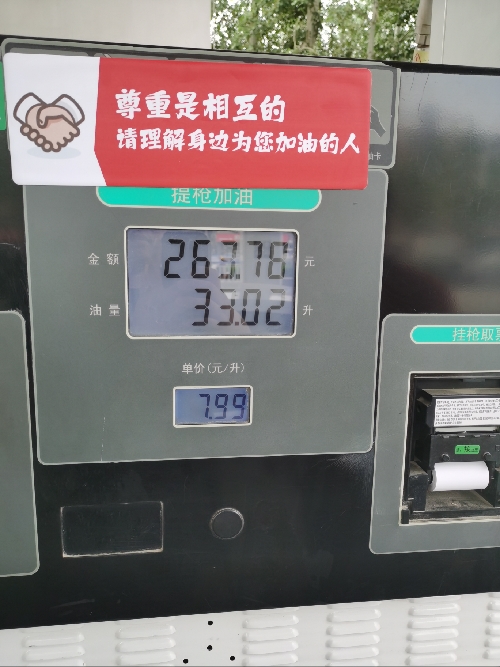 尊重是相互的
请理解身边为您加油的人
油卡
提枪加油
金额 263.78 元
油量 33.02 升
单价(元/升)
7.99
挂枪取票